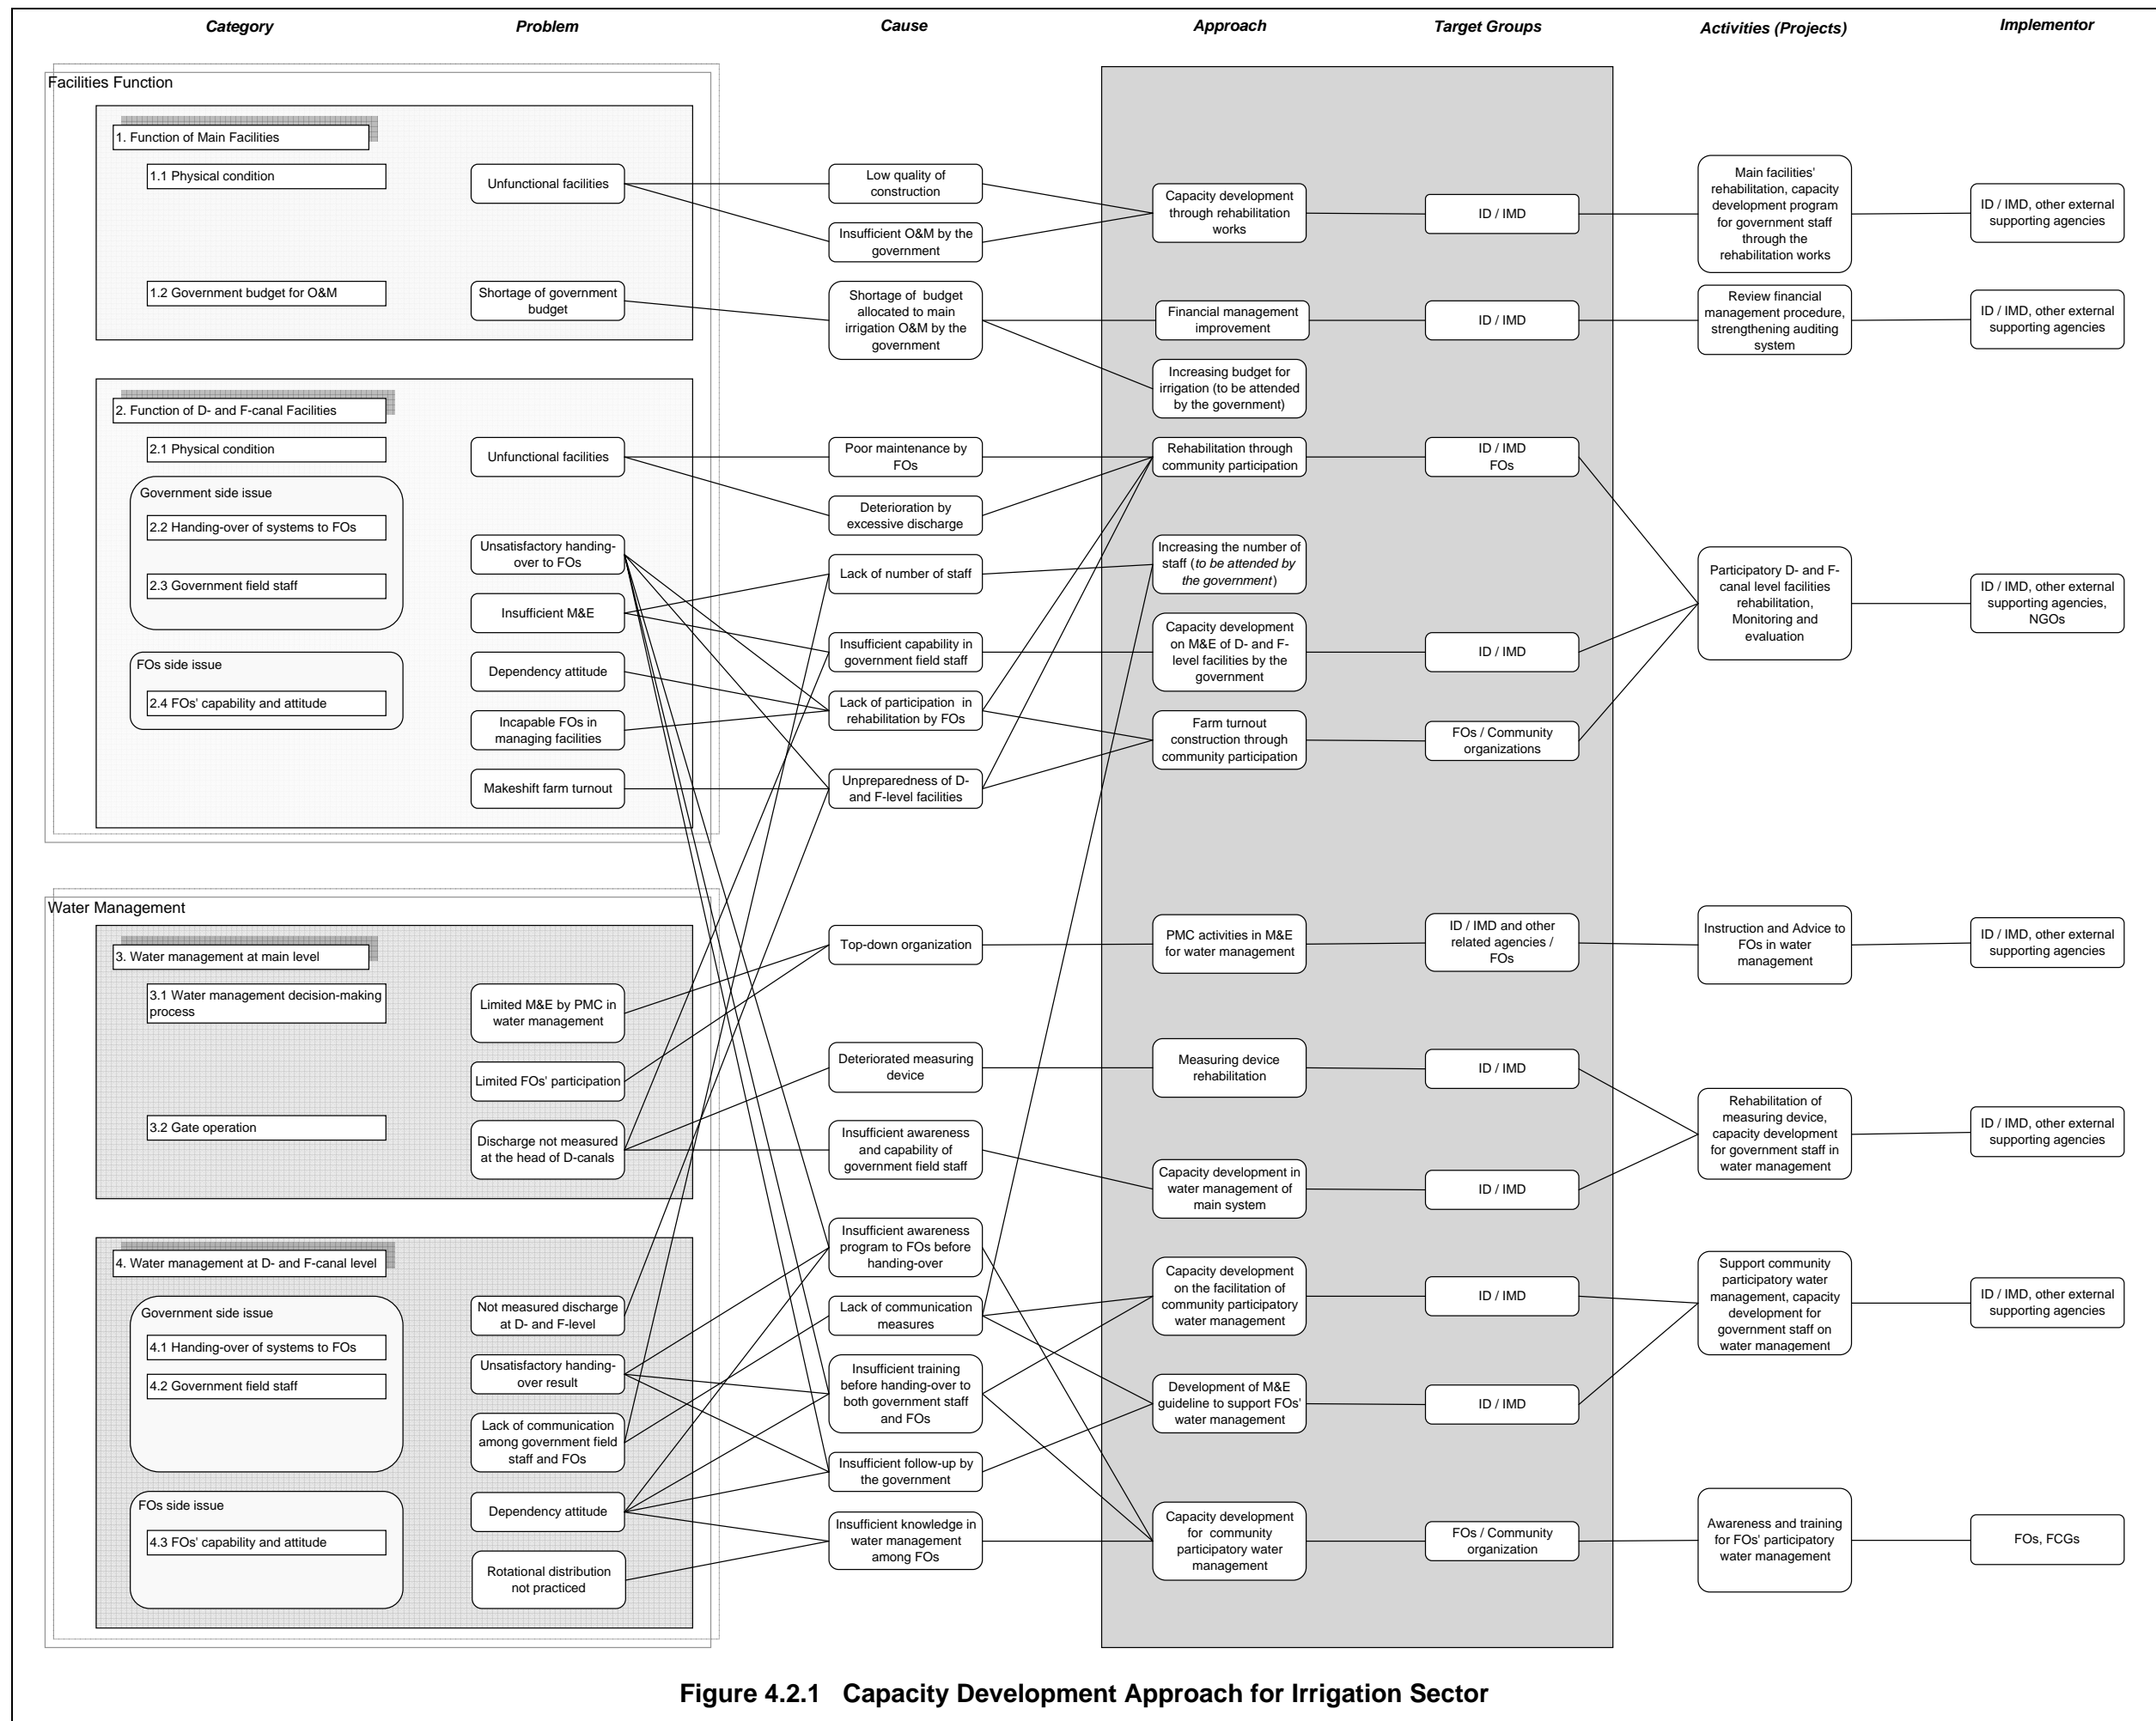 Category
Problem
Cause
Approach
Target Groups
Activities (Projects)
Implementor
Facilities Function
1. Function of Main Facilities
1.1 Physical condition
Unfunctional facilities
Low quality of
construction
Insufficient O&M by the
government
Capacity development
through rehabilitation
works
ID / IMD
Main facilities'
rehabilitation, capacity
development program
for government staff
through the
rehabilitation works
ID / IMD, other external
supporting agencies
1.2 Government budget for O&M
Shortage of government
budget
Shortage of budget
allocated to main
irrigation O&M by the
government
Financial management
improvement
ID / IMD
Review financial
management procedure,
strengthening auditing
system
ID / IMD, other external
supporting agencies
Increasing budget for
irrigation (to be attended
by the government)
2. Function of D- and F-canal Facilities
2.1 Physical condition
Unfunctional facilities
Poor maintenance by
FOs
Rehabilitation through
community participation
ID / IMD
FOs
Government side issue
2.2 Handing-over of systems to FOs
2.3 Government field staff
Deterioration by
excessive discharge
Unsatisfactory handing-
over to FOs
Lack of number of staff
Increasing the number of
staff (to be attended by
the government)
Insufficient M&E
Insufficient capability in
government field staff
Capacity development
on M&E of D- and F-
level facilities by the
government
ID / IMD
Participatory D- and F-
canal level facilities
rehabilitation,
Monitoring and
evaluation
ID / IMD, other external
supporting agencies,
NGOs
FOs side issue
2.4 FOs' capability and attitude
Dependency attitude
Lack of participation in
rehabilitation by FOs
Incapable FOs in
managing facilities
Farm turnout
construction through
community participation
FOs / Community
organizations
Makeshift farm turnout
Unpreparedness of D-
and F-level facilities
Water Management
3. Water management at main level
3.1 Water management decision-making
process
Limited M&E by PMC in
water management
Top-down organization
PMC activities in M&E
for water management
ID / IMD and other
related agencies /
FOs
Instruction and Advice to
FOs in water
management
ID / IMD, other external
supporting agencies
Limited FOs' participation
Deteriorated measuring
device
Measuring device
rehabilitation
ID / IMD
3.2 Gate operation
Discharge not measured
at the head of D-canals
Insufficient awareness
and capability of
government field staff
Capacity development in
water management of
main system
ID / IMD
Rehabilitation of
measuring device,
capacity development
for government staff in
water management
ID / IMD, other external
supporting agencies
4. Water management at D- and F-canal level
Government side issue
4.1 Handing-over of systems to FOs
4.2 Government field staff
Not measured discharge
at D- and F-level
Insufficient awareness
program to FOs before
handing-over
Capacity development
on the facilitation of
community participatory
water management
ID / IMD
Support community
participatory water
management, capacity
development for
government staff on
water management
ID / IMD, other external
supporting agencies
Lack of communication
measures
Unsatisfactory handing-
over result
Insufficient training
before handing-over to
both government staff
and FOs
Development of M&E
guideline to support FOs'
water management
ID / IMD
Lack of communication
among government field
staff and FOs
Insufficient follow-up by
the government
FOs side issue
4.3 FOs' capability and attitude
Dependency attitude
Insufficient knowledge in
water management
among FOs
Capacity development
for community
participatory water
management
FOs / Community
organization
Awareness and training
for FOs' participatory
water management
FOs, FCGs
Rotational distribution
not practiced
Figure 4.2.1 Capacity Development Approach for Irrigation Sector